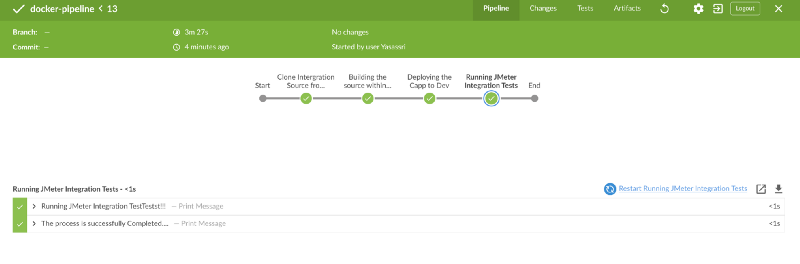 docker-pipeline < 13
Pipeline Changes Tests Artifacts Logout
Branch: — 3m 27s No changes
Commit: — 4 minutes ago Started by user Yasssri
Start Clone Intergration Source fro... Building the source within... Deploying the Capp to Dev Running JMeter Integration Tests End
Running JMeter Integration Tests - <1s Restart Running JMeter Integration Tests
Running JMeter Integration TestTestst!!! — Print Message <1s
The process is successfully Completed.... — Print Message <1s